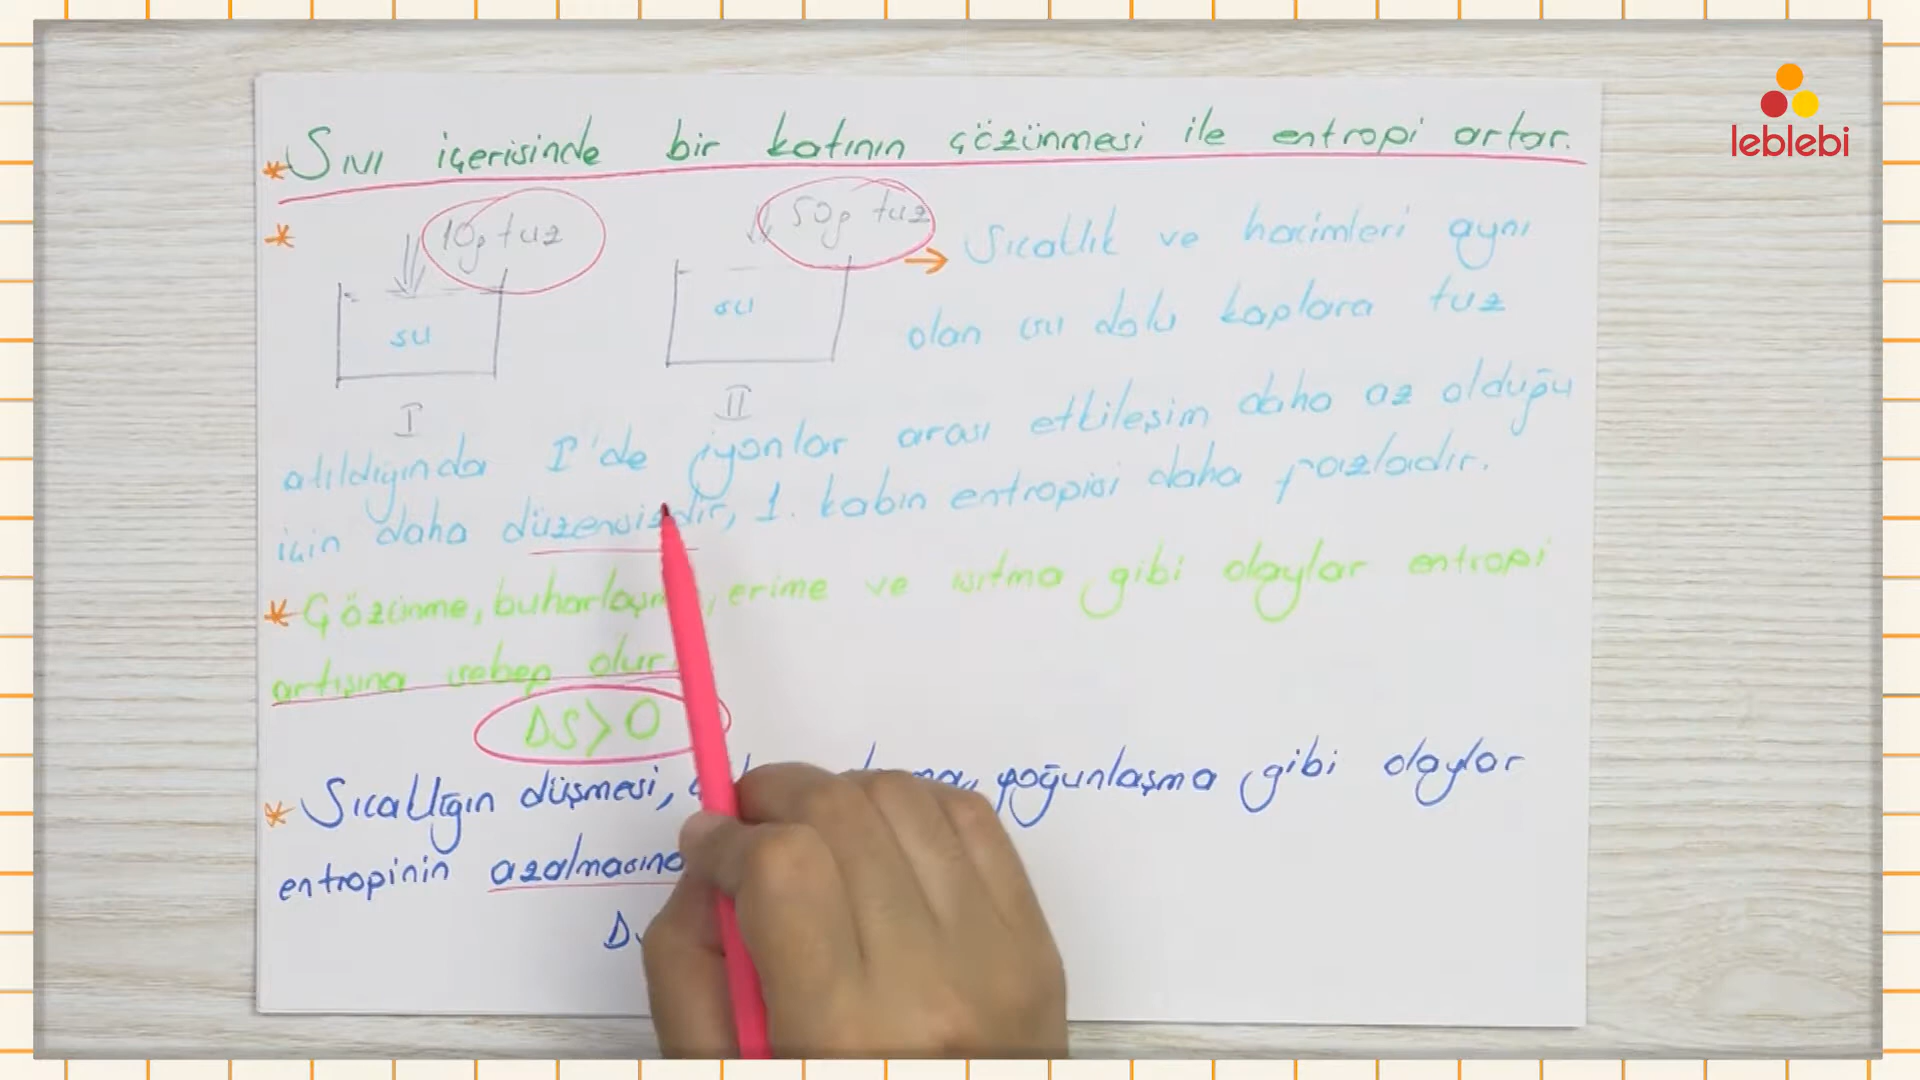 leblebi
* Sıvı içerisinde bir katının çözünmesi ile entropi artar.
*
10g tuz
50g tuz
su
su
I
II
→ Sıcaklık ve hacimleri aynı
olan su dolu kaplara tuz
atıldığında I'de iyonlar arası etkileşim daha az olduğu
için daha düzensizdir, 1. kabın entropisi daha fazladır.
* Çözünme, buharlaşm, erime ve ısıtma gibi olaylar entropi
artışına sebep olur
ΔS>0
* Sıcaklığın düşmesi, yoğunlaşma gibi olaylar
entropinin azalmasına